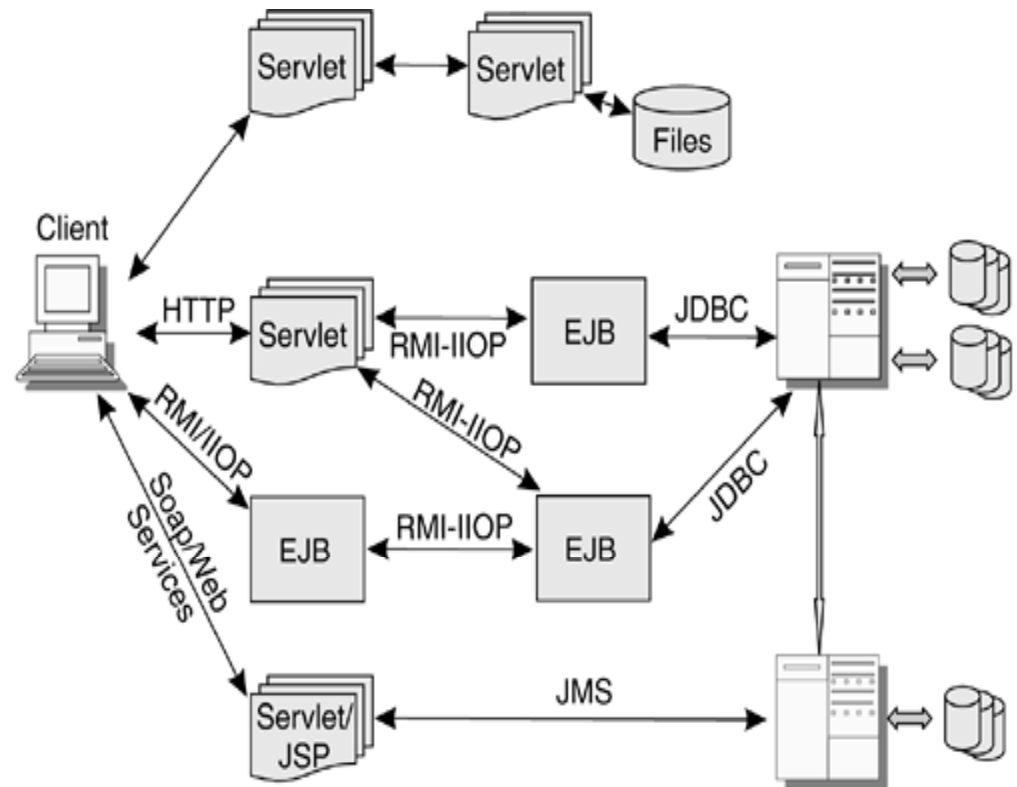 Servlet
Servlet
Files
Client
HTTP
Servlet
RMI-IIOP
EJB
JDBC
RMI-IIOP
RMI/IIOP
JDBC
Soap/Web
Services
EJB
RMI-IIOP
EJB
Servlet/
JSP
JMS